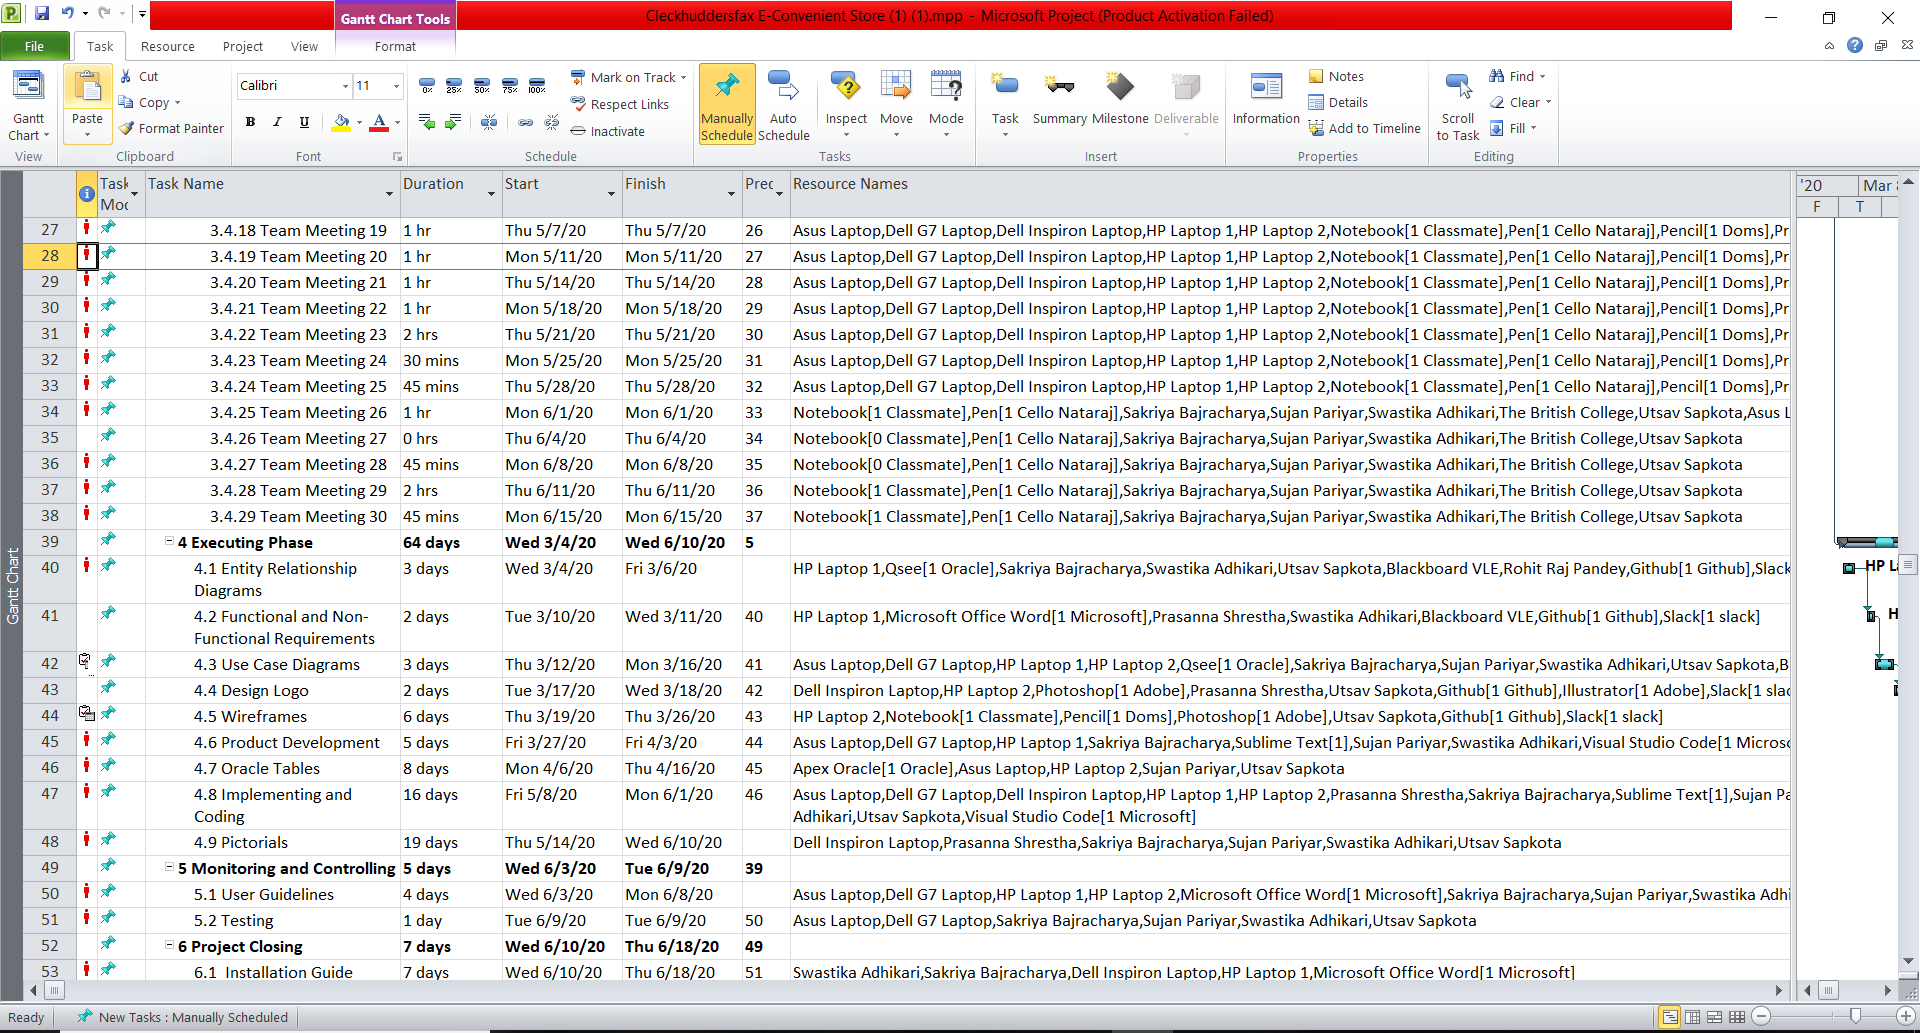 Cleckhuddersfax E-Convenient Store (1) (1).mpp - Microsoft Project (Product Activation Failed)
Gantt Chart Tools
File Task Resource Project View Format
Gantt Chart
View
Paste
Cut
Copy
Format Painter
Clipboard
Calibri 11
B I U A
Font
0% 25% 50% 75% 100%
Mark on Track
Respect Links
Inactivate
Schedule
Manually Schedule
Auto Schedule
Inspect
Move
Mode
Tasks
Task
Summary
Milestone
Deliverable
Insert
Information
Notes
Details
Add to Timeline
Properties
Scroll to Task
Find
Clear
Fill
Editing
Task Name Duration Start Finish Resource Names
'20 Mar
F T
27 3.4.18 Team Meeting 19 1 hr Thu 5/7/20 Thu 5/7/20 26 Asus Laptop,Dell G7 Laptop,Dell Inspiron Laptop,HP Laptop 1,HP Laptop 2,Notebook[1 Classmate],Pen[1 Cello Nataraj],Pencil[1 Doms],Pr
28 3.4.19 Team Meeting 20 1 hr Mon 5/11/20 Mon 5/11/20 27 Asus Laptop,Dell G7 Laptop,Dell Inspiron Laptop,HP Laptop 1,HP Laptop 2,Notebook[1 Classmate],Pen[1 Cello Nataraj],Pencil[1 Doms],Pr
29 3.4.20 Team Meeting 21 1 hr Thu 5/14/20 Thu 5/14/20 28 Asus Laptop,Dell G7 Laptop,Dell Inspiron Laptop,HP Laptop 1,HP Laptop 2,Notebook[1 Classmate],Pen[1 Cello Nataraj],Pencil[1 Doms],Pr
30 3.4.21 Team Meeting 22 1 hr Mon 5/18/20 Mon 5/18/20 29 Asus Laptop,Dell G7 Laptop,Dell Inspiron Laptop,HP Laptop 1,HP Laptop 2,Notebook[1 Classmate],Pen[1 Cello Nataraj],Pencil[1 Doms],Pr
31 3.4.22 Team Meeting 23 2 hrs Thu 5/21/20 Thu 5/21/20 30 Asus Laptop,Dell G7 Laptop,Dell Inspiron Laptop,HP Laptop 1,HP Laptop 2,Notebook[1 Classmate],Pen[1 Cello Nataraj],Pencil[1 Doms],Pr
32 3.4.23 Team Meeting 24 30 mins Mon 5/25/20 Mon 5/25/20 31 Asus Laptop,Dell G7 Laptop,Dell Inspiron Laptop,HP Laptop 1,HP Laptop 2,Notebook[1 Classmate],Pen[1 Cello Nataraj],Pencil[1 Doms],Pr
33 3.4.24 Team Meeting 25 45 mins Thu 5/28/20 Thu 5/28/20 32 Asus Laptop,Dell G7 Laptop,Dell Inspiron Laptop,HP Laptop 1,HP Laptop 2,Notebook[1 Classmate],Pen[1 Cello Nataraj],Pencil[1 Doms],Pr
34 3.4.25 Team Meeting 26 1 hr Mon 6/1/20 Mon 6/1/20 33 Notebook[1 Classmate],Pen[1 Cello Nataraj],Sakriya Bajracharya,Sujan Pariyar,Swastika Adhikari,The British College,Utsav Sapkota,Asus L
35 3.4.26 Team Meeting 27 0 hrs Thu 6/4/20 Thu 6/4/20 34 Notebook[0 Classmate],Pen[1 Cello Nataraj],Sakriya Bajracharya,Sujan Pariyar,Swastika Adhikari,The British College,Utsav Sapkota
36 3.4.27 Team Meeting 28 45 mins Mon 6/8/20 Mon 6/8/20 35 Notebook[0 Classmate],Pen[1 Cello Nataraj],Sakriya Bajracharya,Sujan Pariyar,Swastika Adhikari,The British College,Utsav Sapkota
37 3.4.28 Team Meeting 29 2 hrs Thu 6/11/20 Thu 6/11/20 36 Notebook[1 Classmate],Pen[1 Cello Nataraj],Sakriya Bajracharya,Sujan Pariyar,Swastika Adhikari,The British College,Utsav Sapkota
38 3.4.29 Team Meeting 30 45 mins Mon 6/15/20 Mon 6/15/20 37 Notebook[1 Classmate],Pen[1 Cello Nataraj],Sakriya Bajracharya,Sujan Pariyar,Swastika Adhikari,The British College,Utsav Sapkota
39 4 Executing Phase 64 days Wed 3/4/20 Wed 6/10/20 5
40 4.1 Entity Relationship 3 days Wed 3/4/20 Fri 3/6/20 HP Laptop 1,Qsee[1 Oracle],Sakriya Bajracharya,Swastika Adhikari,Utsav Sapkota,Blackboard VLE,Rohit Raj Pandey,Github[1 Github],Slack HP La
Diagrams
41 4.2 Functional and Non- 2 days Tue 3/10/20 Wed 3/11/20 40 HP Laptop 1,Microsoft Office Word[1 Microsoft],Prasanna Shrestha,Swastika Adhikari,Blackboard VLE,Github[1 Github],Slack[1 slack] H
Functional Requirements
42 4.3 Use Case Diagrams 3 days Thu 3/12/20 Mon 3/16/20 41 Asus Laptop,Dell G7 Laptop,HP Laptop 1,HP Laptop 2,Qsee[1 Oracle],Sakriya Bajracharya,Sujan Pariyar,Swastika Adhikari,Utsav Sapkota,B
43 4.4 Design Logo 2 days Tue 3/17/20 Wed 3/18/20 42 Dell Inspiron Laptop,HP Laptop 2,Photoshop[1 Adobe],Prasanna Shrestha,Utsav Sapkota,Github[1 Github],Illustrator[1 Adobe],Slack[1 slac
44 4.5 Wireframes 6 days Thu 3/19/20 Thu 3/26/20 43 HP Laptop 2,Notebook[1 Classmate],Pencil[1 Doms],Photoshop[1 Adobe],Utsav Sapkota,Github[1 Github],Slack[1 slack]
45 4.6 Product Development 5 days Fri 3/27/20 Fri 4/3/20 44 Asus Laptop,Dell G7 Laptop,HP Laptop 1,Sakriya Bajracharya,Sublime Text[1],Sujan Pariyar,Swastika Adhikari,Visual Studio Code[1 Microso
46 4.7 Oracle Tables 8 days Mon 4/6/20 Thu 4/16/20 45 Apex Oracle[1 Oracle],Asus Laptop,HP Laptop 2,Sujan Pariyar,Utsav Sapkota
47 4.8 Implementing and 16 days Fri 5/8/20 Mon 6/1/20 46 Asus Laptop,Dell G7 Laptop,Dell Inspiron Laptop,HP Laptop 1,HP Laptop 2,Prasanna Shrestha,Sakriya Bajracharya,Sublime Text[1],Sujan Pa
Coding Adhikari,Utsav Sapkota,Visual Studio Code[1 Microsoft]
48 4.9 Pictorials 19 days Thu 5/14/20 Wed 6/10/20 Dell Inspiron Laptop,Prasanna Shrestha,Sakriya Bajracharya,Sujan Pariyar,Swastika Adhikari,Utsav Sapkota
49 5 Monitoring and Controlling 5 days Wed 6/3/20 Tue 6/9/20 39
50 5.1 User Guidelines 4 days Wed 6/3/20 Mon 6/8/20 Asus Laptop,Dell G7 Laptop,HP Laptop 1,HP Laptop 2,Microsoft Office Word[1 Microsoft],Sakriya Bajracharya,Sujan Pariyar,Swastika Adhi
51 5.2 Testing 1 day Tue 6/9/20 Tue 6/9/20 50 Asus Laptop,Dell G7 Laptop,Sakriya Bajracharya,Sujan Pariyar,Swastika Adhikari,Utsav Sapkota
52 6 Project Closing 7 days Wed 6/10/20 Thu 6/18/20 49
53 6.1 Installation Guide 7 days Wed 6/10/20 Thu 6/18/20 51 Swastika Adhikari,Sakriya Bajracharya,Dell Inspiron Laptop,HP Laptop 1,Microsoft Office Word[1 Microsoft]
Gantt Chart
Ready New Tasks : Manually Scheduled